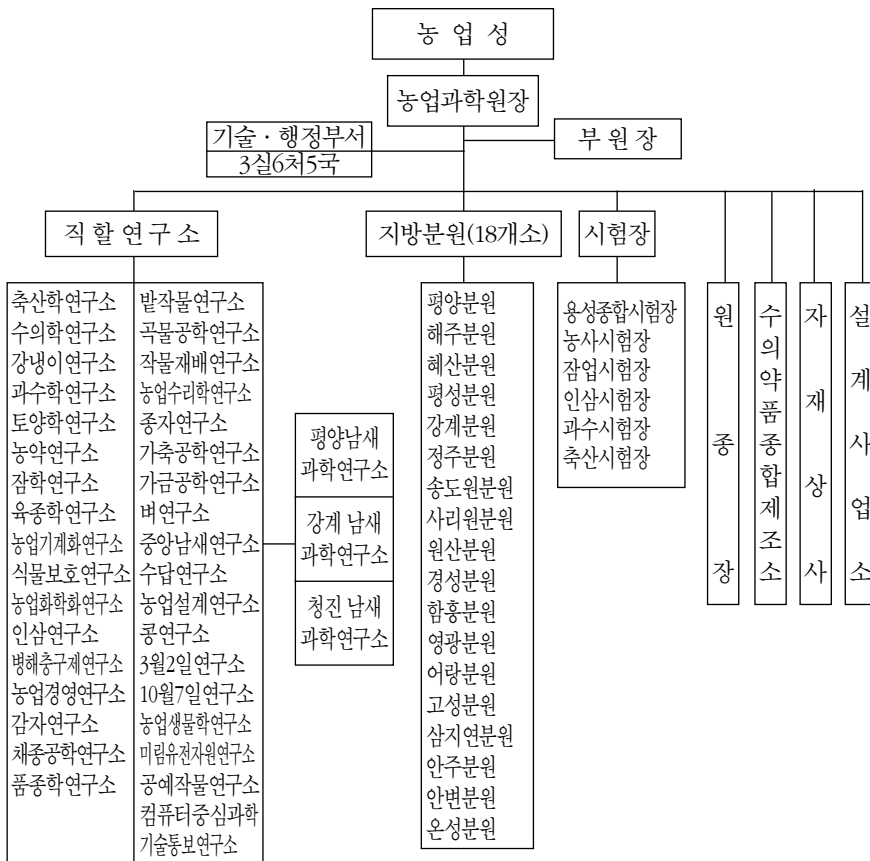 농 업 성
농업과학원장
기술 · 행정부서
3실6처5국
부 원 장
직 할 연 구 소
지방분원(18개소)
시험장
축산학연구소
수의학연구소
강냉이연구소
과수학연구소
토양학연구소
농약연구소
잠학연구소
육종학연구소
농업기계화연구소
식물보호연구소
농업화학화연구소
인삼연구소
병해충구제연구소
농업경영연구소
감자연구소
채종공학연구소
품종학연구소
밭작물연구소
곡물공학연구소
작물재배연구소
농업수리학연구소
종자연구소
가축공학연구소
가금공학연구소
벼연구소
중앙남새연구소
수답연구소
농업설계연구소
콩연구소
3월2일연구소
10월7일연구소
농업생물학연구소
미림유전자원연구소
공예작물연구소
컴퓨터중심과학
기술통보연구소
평양남새
과학연구소
강계 남새
과학연구소
청진 남새
과학연구소
평양분원
해주분원
혜산분원
평성분원
강계분원
정주분원
송도원분원
사리원분원
원산분원
경성분원
함흥분원
영광분원
어랑분원
고성분원
삼지연분원
안주분원
안변분원
온성분원
용성종합시험장
농사시험장
잠업시험장
인삼시험장
과수시험장
축산시험장
원종장
수의약품종합제조소
자재상사
설계사업소